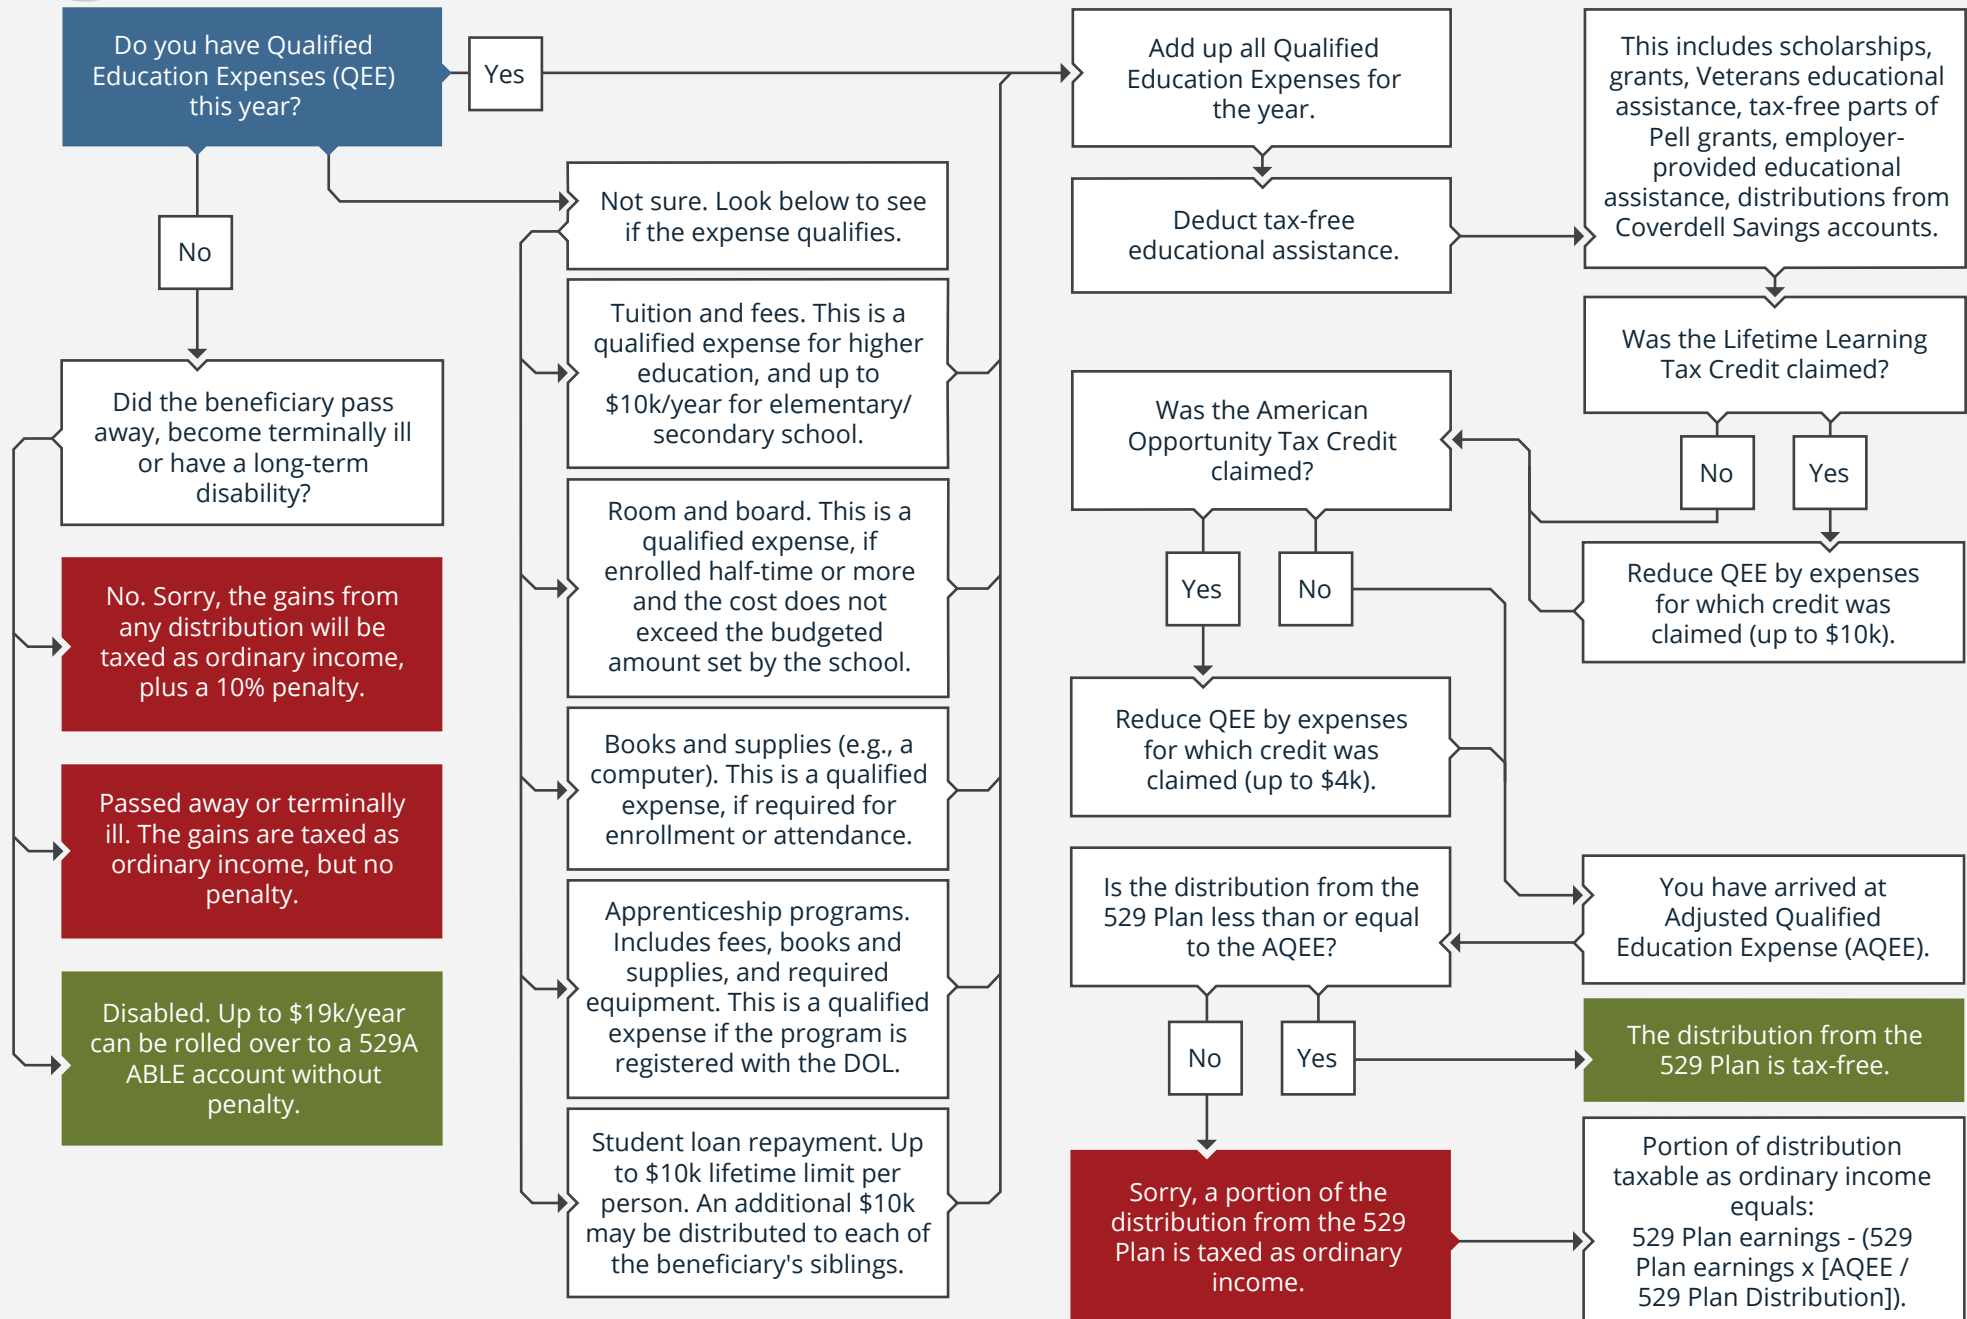 Do you have Qualified
Education Expenses (QEE)
this year?
Yes
No
Did the beneficiary pass
away, become terminally ill
or have a long-term
disability?
No. Sorry, the gains from
any distribution will be
taxed as ordinary income,
plus a 10% penalty.
Passed away or terminally
ill. The gains are taxed as
ordinary income, but no
penalty.
Disabled. Up to $19k/year
can be rolled over to a 529A
ABLE account without
penalty.
Not sure. Look below to see
if the expense qualifies.
Tuition and fees. This is a
qualified expense for higher
education, and up to
$10k/year for elementary/
secondary school.
Room and board. This is a
qualified expense, if
enrolled half-time or more
and the cost does not
exceed the budgeted
amount set by the school.
Books and supplies (e.g., a
computer). This is a qualified
expense, if required for
enrollment or attendance.
Apprenticeship programs.
Includes fees, books and
supplies, and required
equipment. This is a qualified
expense if the program is
registered with the DOL.
Student loan repayment. Up
to $10k lifetime limit per
person. An additional $10k
may be distributed to each of
the beneficiary's siblings.
Add up all Qualified
Education Expenses for
the year.
Deduct tax-free
educational assistance.
This includes scholarships,
grants, Veterans educational
assistance, tax-free parts of
Pell grants, employer-
provided educational
assistance, distributions from
Coverdell Savings accounts.
Was the Lifetime Learning
Tax Credit claimed?
No
Yes
Reduce QEE by expenses
for which credit was
claimed (up to $10k).
Was the American
Opportunity Tax Credit
claimed?
Yes
No
Reduce QEE by expenses
for which credit was
claimed (up to $4k).
You have arrived at
Adjusted Qualified
Education Expense (AQEE).
Is the distribution from the
529 Plan less than or equal
to the AQEE?
No
Yes
The distribution from the
529 Plan is tax-free.
Sorry, a portion of the
distribution from the 529
Plan is taxed as ordinary
income.
Portion of distribution
taxable as ordinary income
equals:
529 Plan earnings - (529
Plan earnings x [AQEE /
529 Plan Distribution]).